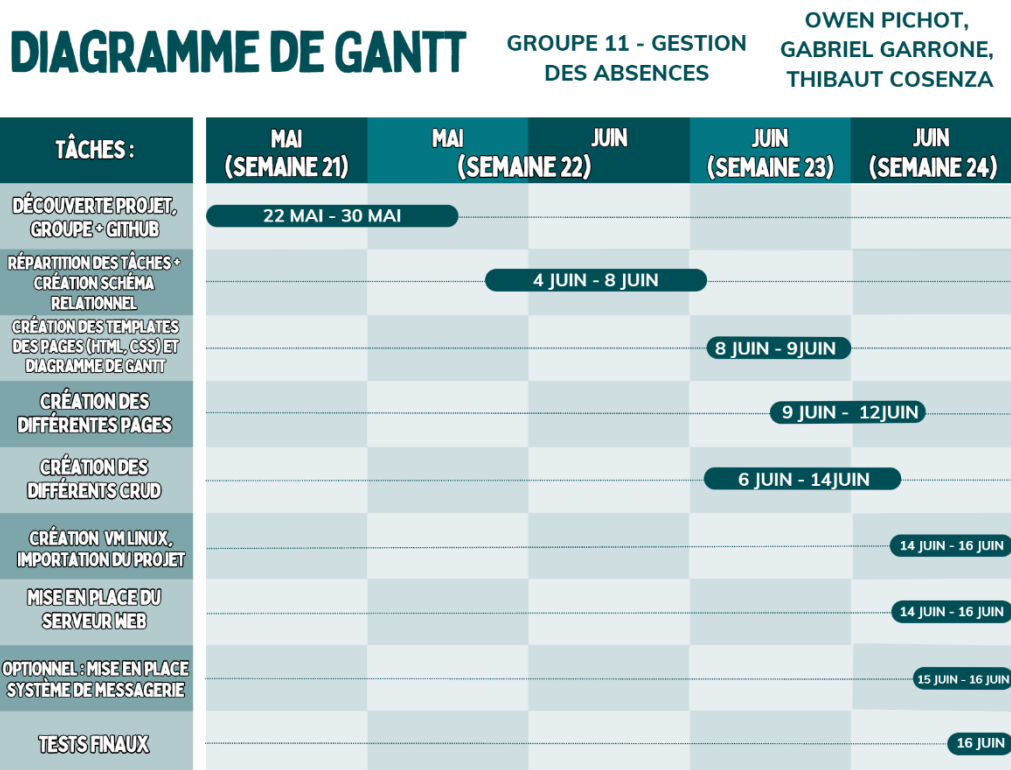 DIAGRAMME DE GANTT
GROUPE 11 - GESTION
DES ABSENCES
OWEN PICHOT,
GABRIEL GARRONE,
THIBAUT COSENZA
TÂCHES :
MAI
(SEMAINE 21)
MAI JUIN
(SEMAINE 22)
JUIN
(SEMAINE 23)
JUIN
(SEMAINE 24)
DÉCOUVERTE PROJET,
GROUPE + GITHUB
22 MAI - 30 MAI
RÉPARTITION DES TÂCHES +
CRÉATION SCHÉMA
RELATIONNEL
4 JUIN - 8 JUIN
CRÉATION DES TEMPLATES
DES PAGES (HTML, CSS) ET
DIAGRAMME DE GANTT
8 JUIN - 9JUIN
CRÉATION DES
DIFFÉRENTES PAGES
9 JUIN - 12JUIN
CRÉATION DES
DIFFÉRENTS CRUD
6 JUIN - 14JUIN
CRÉATION VM LINUX,
IMPORTATION DU PROJET
14 JUIN - 16 JUIN
MISE EN PLACE DU
SERVEUR WEB
14 JUIN - 16 JUIN
OPTIONNEL : MISE EN PLACE
SYSTÈME DE MESSAGERIE
15 JUIN - 16 JUIN
TESTS FINAUX
16 JUIN